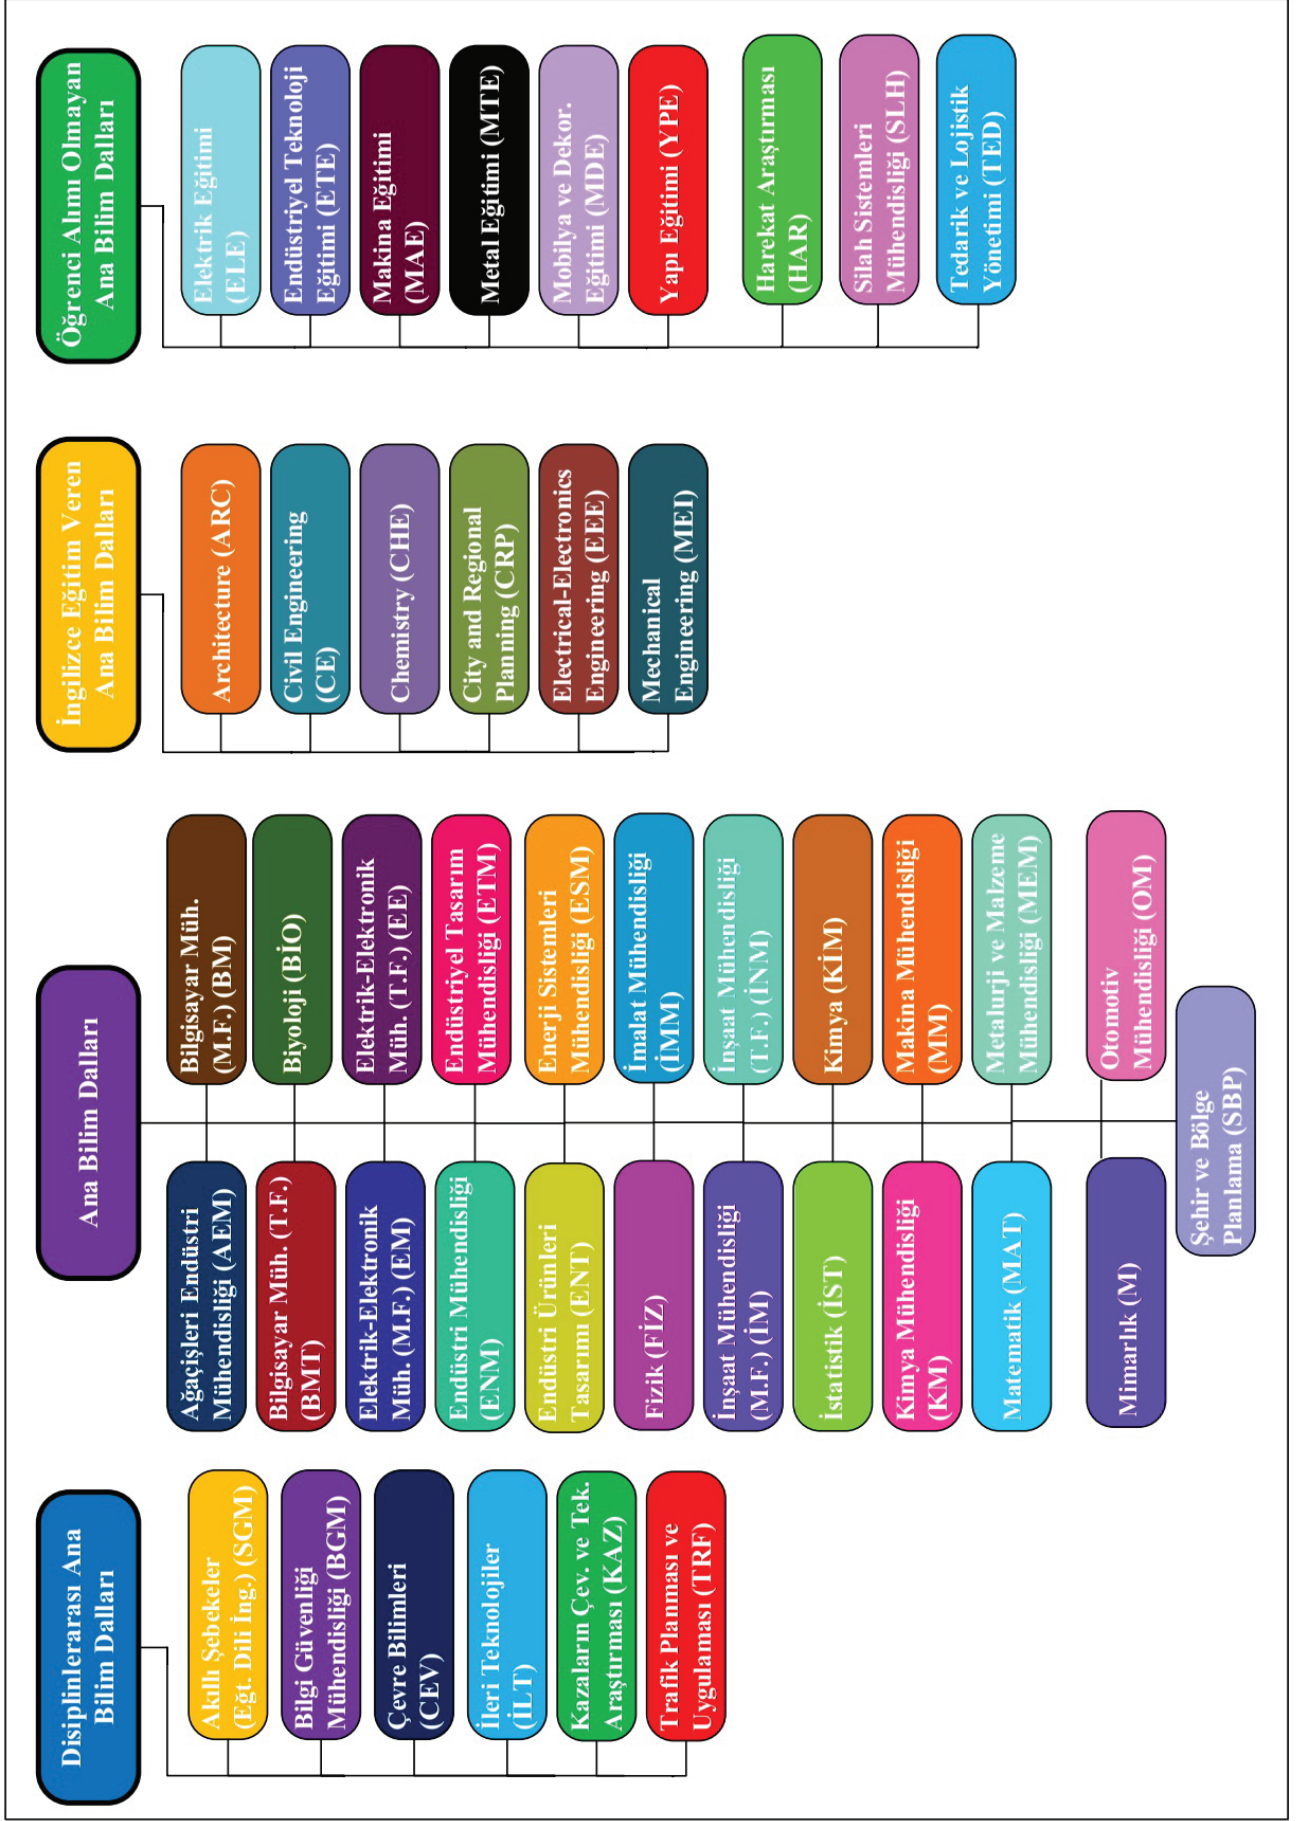 Disiplinlerarası Ana
Bilim Dalları
Akıllı Şebekeler
(Eğt. Dili İng.) (SGM)
Bilgi Güvenliği
Mühendisliği (BGM)
Çevre Bilimleri
(CEV)
İleri Teknolojiler
(İLT)
Kazaların Çev. ve Tek.
Araştırması (KAZ)
Trafik Planması ve
Uygulaması (TRF)
Ana Bilim Dalları
Ağaçişleri Endüstri
Mühendisliği (AEM)
Bilgisayar Müh.
(M.F.) (BM)
Bilgisayar Müh. (T.F.)
(BMT)
Biyoloji (BİO)
Elektrik-Elektronik
Müh. (M.F.) (EM)
Elektrik-Elektronik
Müh. (T.F.) (EE)
Endüstri Mühendisliği
(ENM)
Endüstriyel Tasarım
Mühendisliği (ETM)
Endüstri Ürünleri
Tasarımı (ENT)
Enerji Sistemleri
Mühendisliği (ESM)
Fizik (FİZ)
İmalat Mühendisliği
(İMM)
İnşaat Mühendisliği
(M.F.) (İM)
İnşaat Mühendisliği
(T.F.) (İNM)
İstatistik (İST)
Kimya (KİM)
Kimya Mühendisliği
(KM)
Makina Mühendisliği
(MM)
Matematik (MAT)
Metalurji ve Malzeme
Mühendisliği (MEM)
Mimarlık (M)
Otomotiv
Mühendisliği (OM)
Şehir ve Bölge
Planlama (SBP)
İngilizce Eğitim Veren
Ana Bilim Dalları
Architecture (ARC)
Civil Engineering
(CE)
Chemistry (CHE)
City and Regional
Planning (CRP)
Electrical-Electronics
Engineering (EEE)
Mechanical
Engineering (MEI)
Öğrenci Alımı Olmayan
Ana Bilim Dalları
Elektrik Eğitimi
(ELE)
Endüstriyel Teknoloji
Eğitimi (ETE)
Makina Eğitimi
(MAE)
Metal Eğitimi (MTE)
Mobilya ve Dekor.
Eğitimi (MDE)
Yapı Eğitimi (YPE)
Harekat Araştırması
(HAR)
Silah Sistemleri
Mühendisliği (SLH)
Tedarik ve Lojistik
Yönetimi (TED)